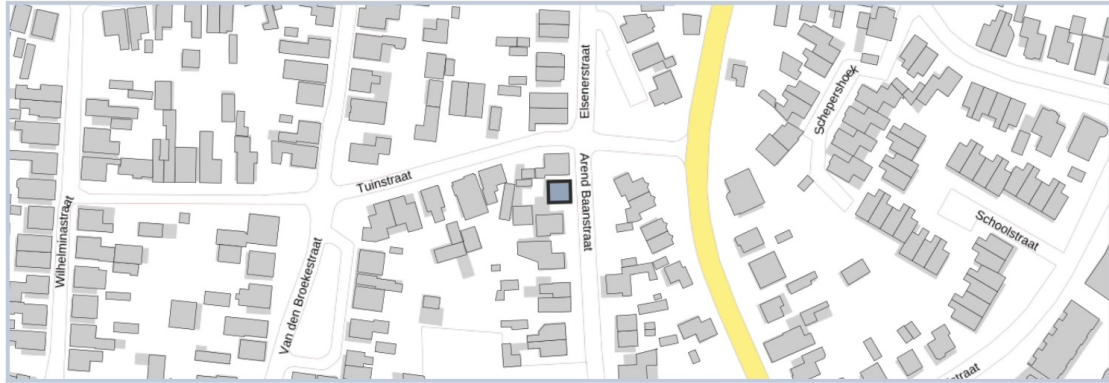 Elsenerstraat
Schepershoek
Tuinstraat
Arend Baanstraat
Wilhelminastraat
Schoolstraat
Van den Broekestraat